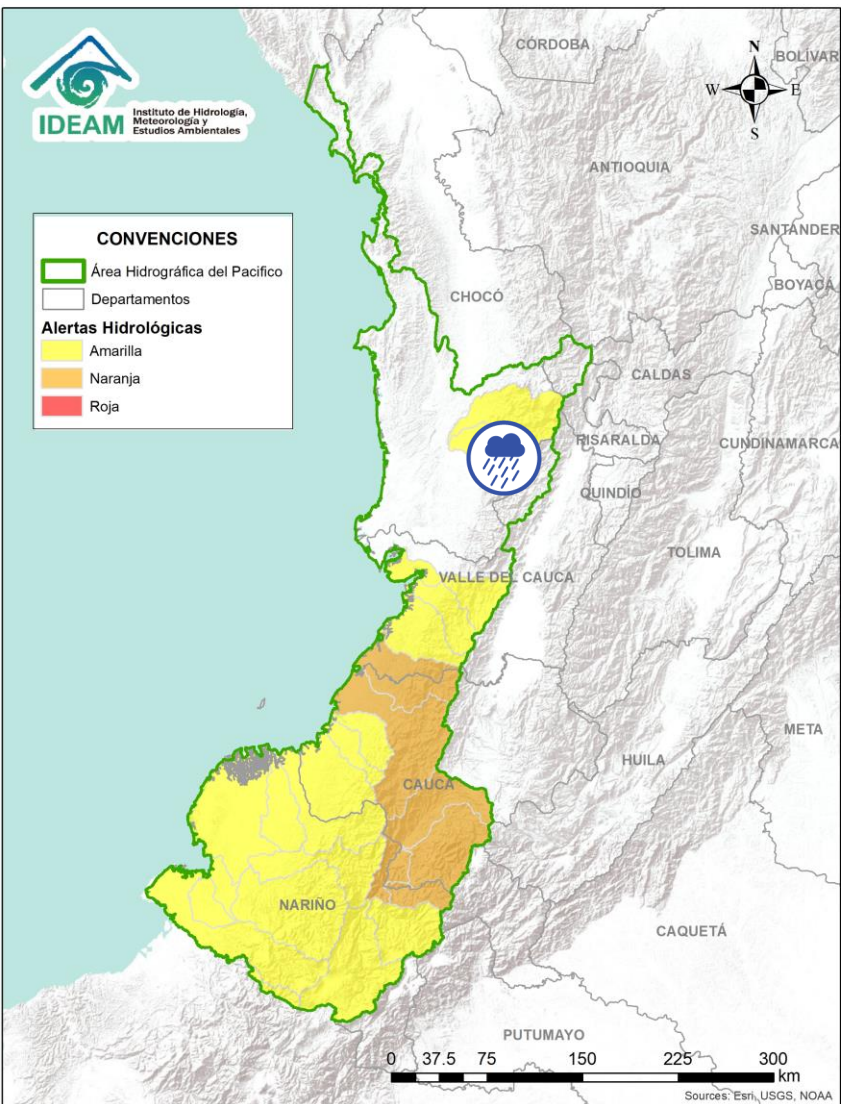 IDEAM
Instituto de Hidrología,
Meteorología y
Estudios Ambientales
N
W
E
S
CÓRDOBA
BOLÍVAR
ANTIOQUIA
SANTANDER
BOYACÁ
CHOCÓ
CALDAS
RISARALDA
CUNDINAMARCA
QUINDÍO
TOLIMA
VALLE DEL CAUCA
META
HUILA
CAUCA
NARIÑO
CAQUETÁ
PUTUMAYO
CONVENCIONES
Área Hidrográfica del Pacifico
Departamentos
Alertas Hidrológicas
Amarilla
Naranja
Roja
0 37.5 75 150 225 300
km
Sources: Esri, USGS, NOAA